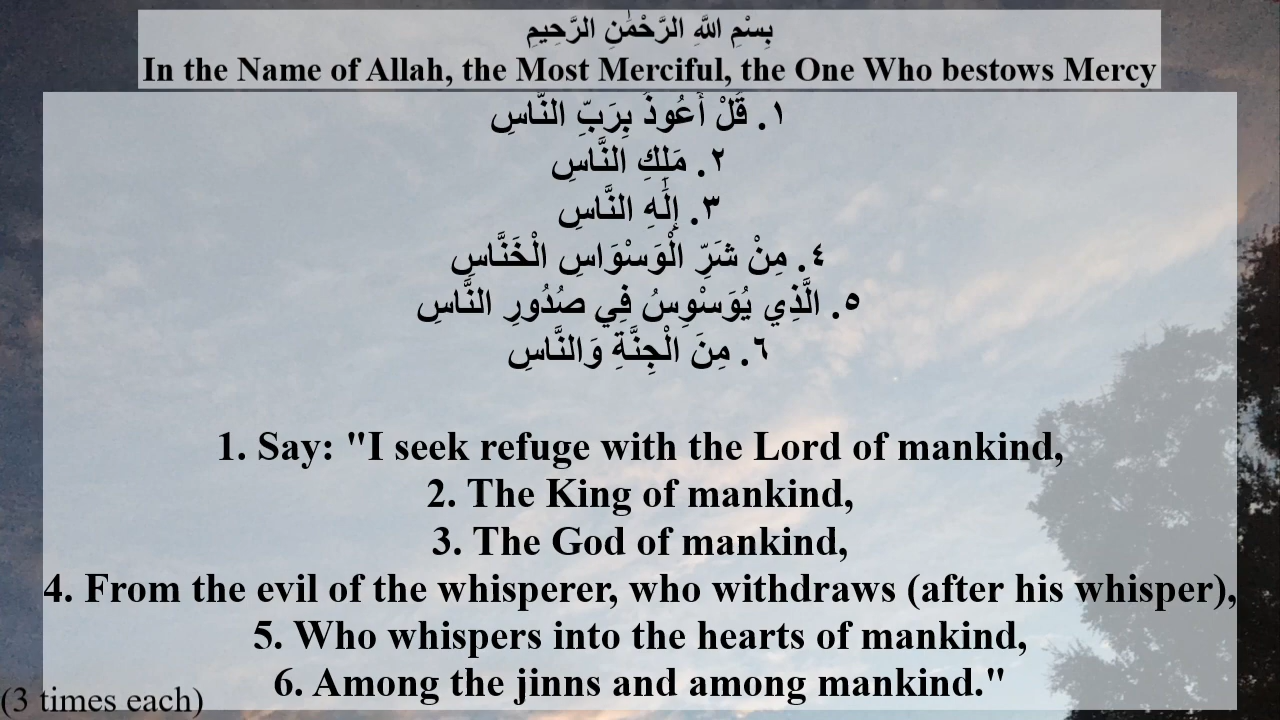 بِسْمِ اللَّهِ الرَّحْمَٰنِ الرَّحِيمِ
In the Name of Allah, the Most Merciful, the One Who bestows Mercy
١. قُلْ أَعُوذُ بِرَبِّ النَّاسِ
٢. مَلِكِ النَّاسِ
٣. إِلَٰهِ النَّاسِ
٤. مِنْ شَرِّ الْوَسْوَاسِ الْخَنَّاسِ
٥. الَّذِي يُوَسْوِسُ فِي صُدُورِ النَّاسِ
٦. مِنَ الْجِنَّةِ وَالنَّاسِ
1. Say: "I seek refuge with the Lord of mankind,
2. The King of mankind,
3. The God of mankind,
4. From the evil of the whisperer, who withdraws (after his whisper),
5. Who whispers into the hearts of mankind,
6. Among the jinns and among mankind."
(3 times each)